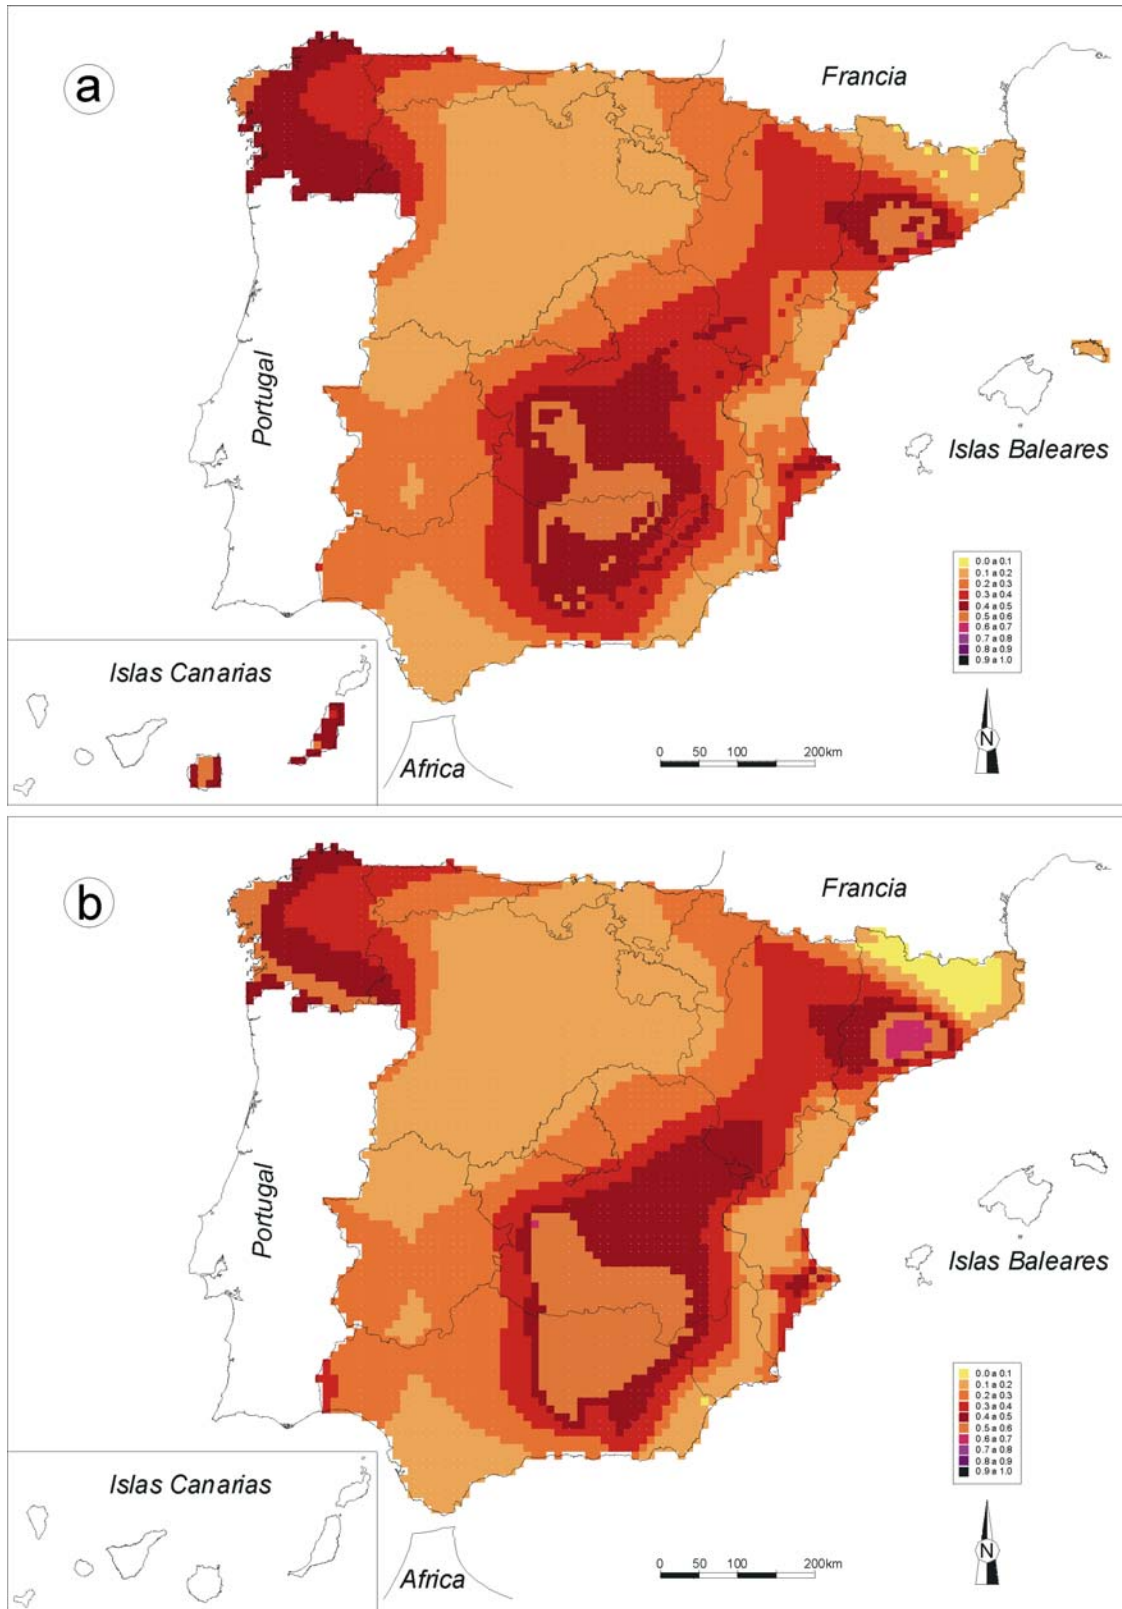 a
Francia
Portugal
Islas Baleares
0.0 a 0.1
0.1 a 0.2
0.2 a 0.3
0.3 a 0.4
0.4 a 0.5
0.5 a 0.6
0.6 a 0.7
0.7 a 0.8
0.8 a 0.9
0.9 a 1.0
Islas Canarias
Africa
0 50 100 200km
N
b
Francia
Portugal
Islas Baleares
0.0 a 0.1
0.1 a 0.2
0.2 a 0.3
0.3 a 0.4
0.4 a 0.5
0.5 a 0.6
0.6 a 0.7
0.7 a 0.8
0.8 a 0.9
0.9 a 1.0
Islas Canarias
Africa
0 50 100 200km
N